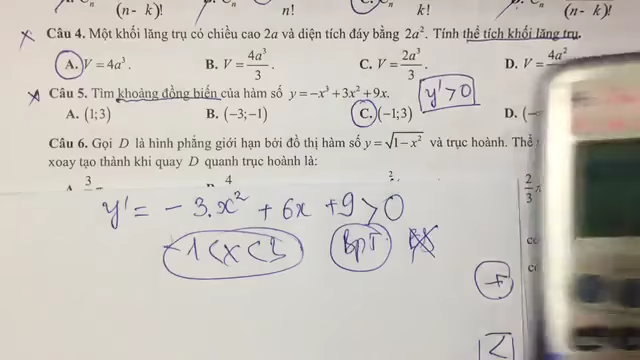 (n- k)! n! k! (n- k)!
Câu 4. Một khối lăng trụ có chiều cao 2a và diện tích đáy bằng 2a². Tính thể tích khối lăng trụ.
A. V = 4a³. B. V = 4a³/3. C. V = 2a³/3. D. V = 4a²
Câu 5. Tìm khoảng đồng biến của hàm số y = -x³ + 3x² + 9x. y' > 0
A. (1;3) B. (-3;-1) C. (-1;3) D. (-
Câu 6. Gọi D là hình phẳng giới hạn bởi đồ thị hàm số y = √(1-x²) và trục hoành. Thể
xoay tạo thành khi quay D quanh trục hoành là:
3 4 2/3
y' = - 3.x² + 6x + 9 > 0
-1 < x < 3 BPT